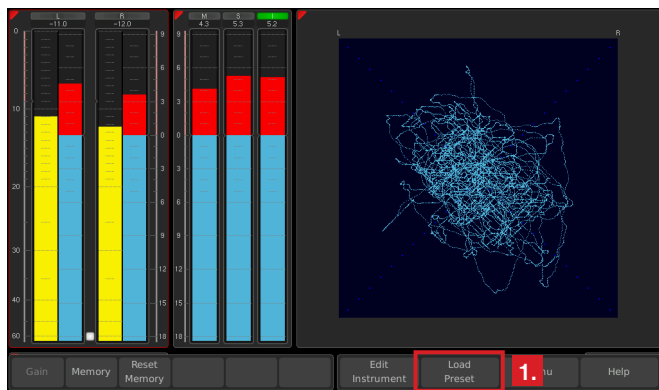 L R
-11.0 -12.0
M S I
4.3 5.3 5.2
L R
0 9 9
6 6
3 3
10
0 0
3 3
20
6 6
9 9
30
12 12
40
15 15
60 18 18
Gain
Memory
Reset
Memory
Edit
Instrument
Load
Preset
1.
nu
Help